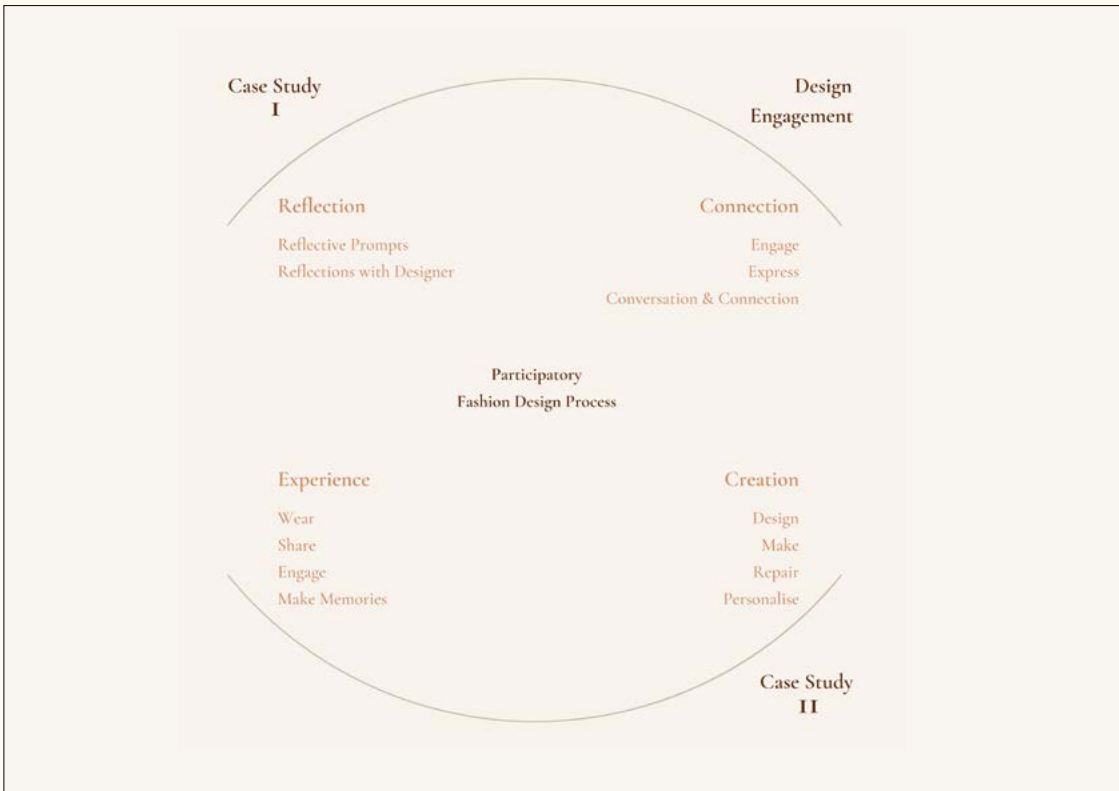 Case Study
I
Design
Engagement
Reflection
Reflective Prompts
Reflections with Designer
Connection
Engage
Express
Conversation & Connection
Participatory
Fashion Design Process
Experience
Wear
Share
Engage
Make Memories
Creation
Design
Make
Repair
Personalise
Case Study
II